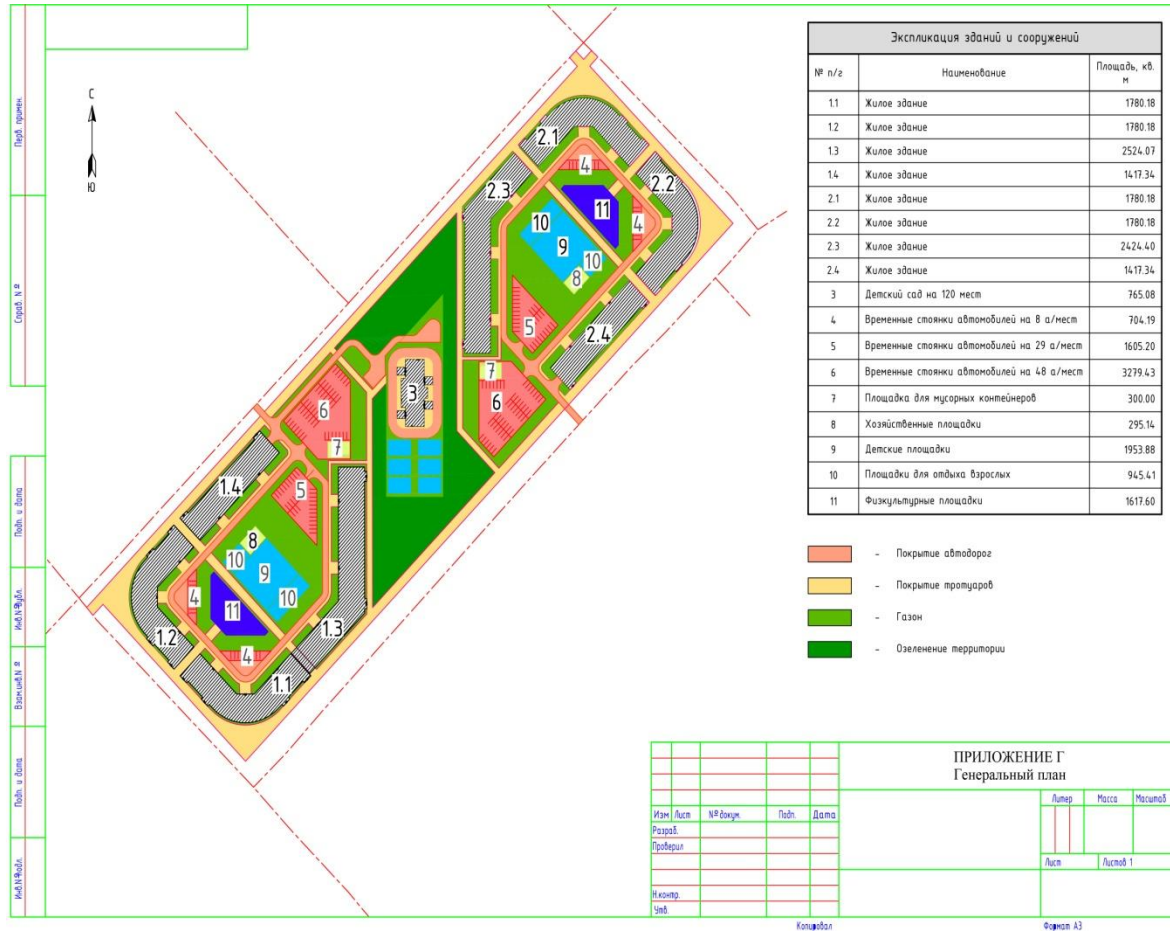 Экспликация зданий и сооружений
№ п/г Наименование Площадь, кв. м
1.1 Жилое здание 1780.18
1.2 Жилое здание 1780.18
1.3 Жилое здание 2524.07
1.4 Жилое здание 1417.34
2.1 Жилое здание 1780.18
2.2 Жилое здание 1780.18
2.3 Жилое здание 2424.40
2.4 Жилое здание 1417.34
3 Детский сад на 120 мест 765.08
4 Временные стоянки автомобилей на 8 а/мест 704.19
5 Временные стоянки автомобилей на 29 а/мест 1605.20
6 Временные стоянки автомобилей на 48 а/мест 3279.43
7 Площадка для мусорных контейнеров 300.00
8 Хозяйственные площадки 295.14
9 Детские площадки 1953.88
10 Площадки для отдыха взрослых 945.41
11 Физкультурные площадки 1617.60
- Покрытие автодорог
- Покрытие тротуаров
- Газон
- Озеленение территории
С
Ю
2.1
4
2.2
2.3
10
11
4
9
10
8
5
2.4
7
6
3
6
7
1.4
5
8
10
9
10
4
11
1.3
1.2
4
1.1
Перв. примен.
Справ. №
Подп. и дата
Инв.№ дубл.
Взам.инв.№
Подп. и дата
Инв.№ подл.
ПРИЛОЖЕНИЕ Г
Генеральный план
Литер Масса Масштаб
Изм Лист № докум. Подп. Дата
Разраб.
Проверил
Лист Листов 1
Н.контр.
Утв.
Копировал Формат А3